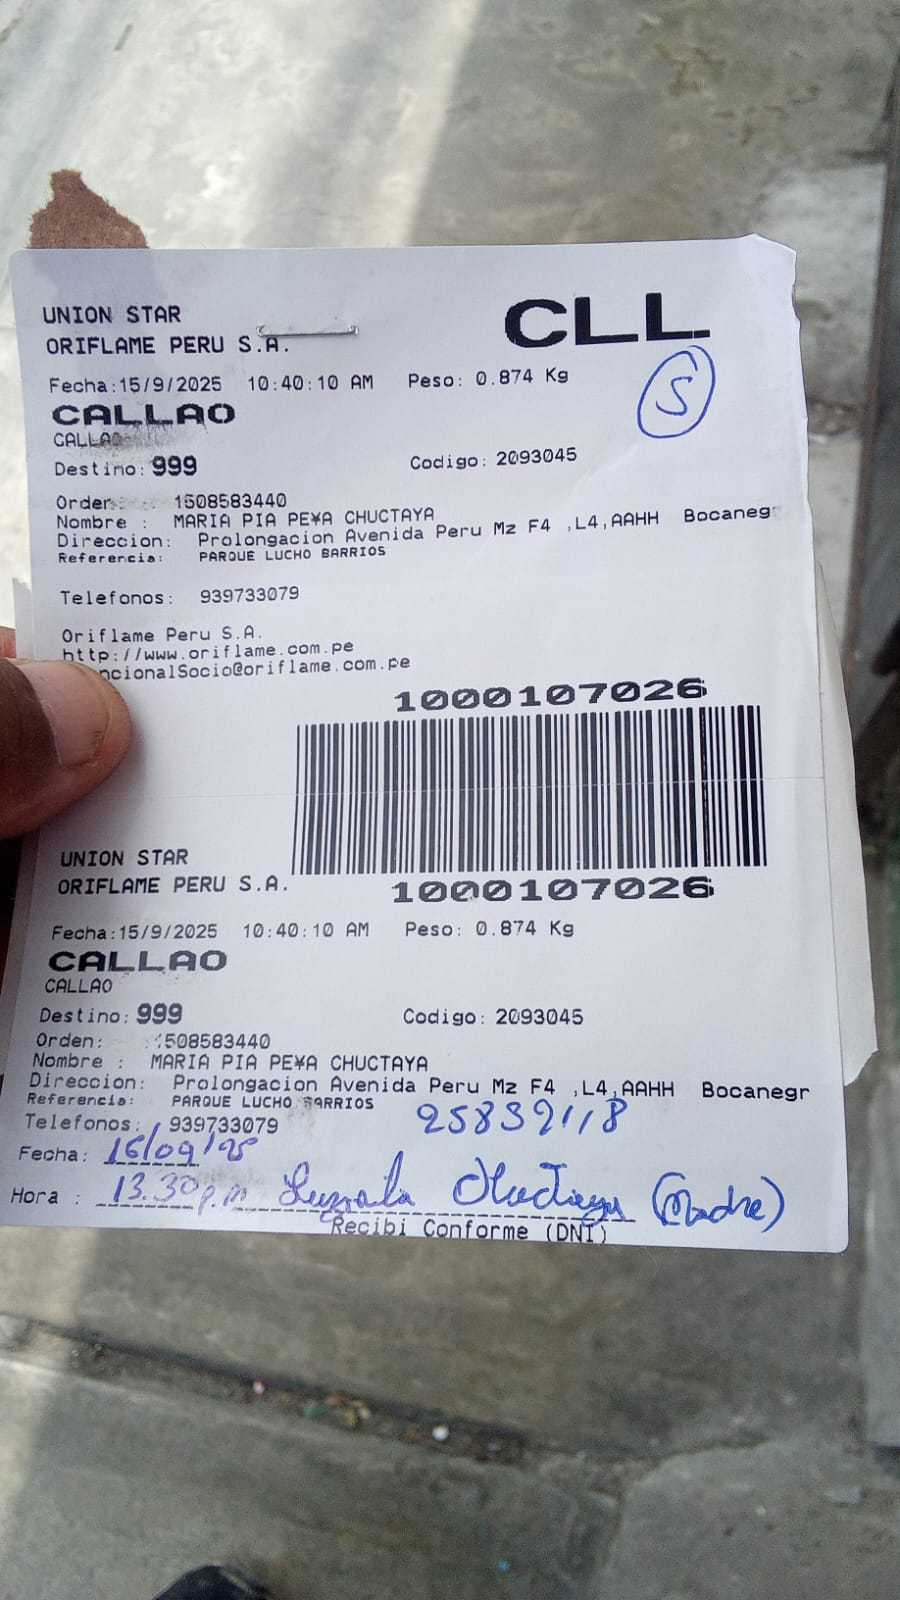 UNION STAR
ORIFLAME PERU S.A.
CLL
S
Fecha:15/9/2025 10:40:10 AM Peso: 0.874 Kg
CALLAO
CALLAO
Destino: 999 Codigo: 2093045
Orden 1508583440
Nombre : MARIA PIA PE¥A CHUCTAYA
Direccion: Prolongacion Avenida Peru Mz F4 ,L4,AAHH Bocaneg
Referencia: PARQUE LUCHO BARRIOS
Telefonos: 939733079
Oriflame Peru S.A.
http://www.oriflame.com.pe
ncionalSocio@oriflame.com.pe
1000107026
UNION STAR
ORIFLAME PERU S.A.
1000107026
Fecha:15/9/2025 10:40:10 AM Peso: 0.874 Kg
CALLAO
CALLAO
Destino: 999 Codigo: 2093045
Orden: 1508583440
Nombre : MARIA PIA PE¥A CHUCTAYA
Direccion: Prolongacion Avenida Peru Mz F4 ,L4,AAHH Bocanegr
Referencia: PARQUE LUCHO BARRIOS
Telefonos: 939733079 25839118
Fecha: 16/09/25
Hora : 13.30 p.m (Madre)
Recibi Conforme (DNI)